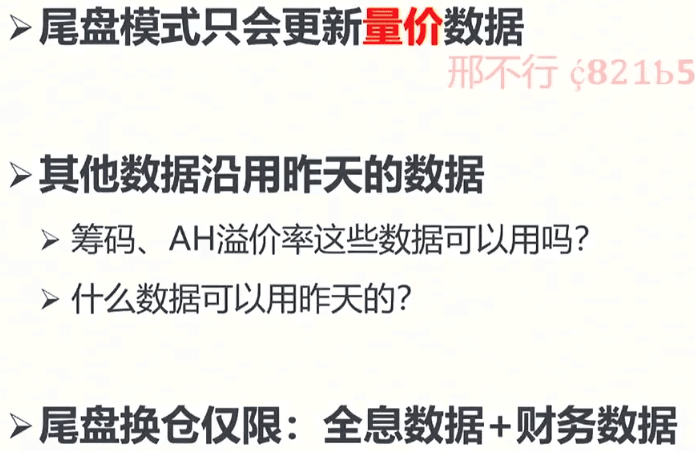 尾盘模式只会更新量价数据
邢不行 ḉ821Ƅ5
其他数据沿用昨天的数据
筹码、AH溢价率这些数据可以用吗?
什么数据可以用昨天的?
尾盘换仓仅限：全息数据+财务数据